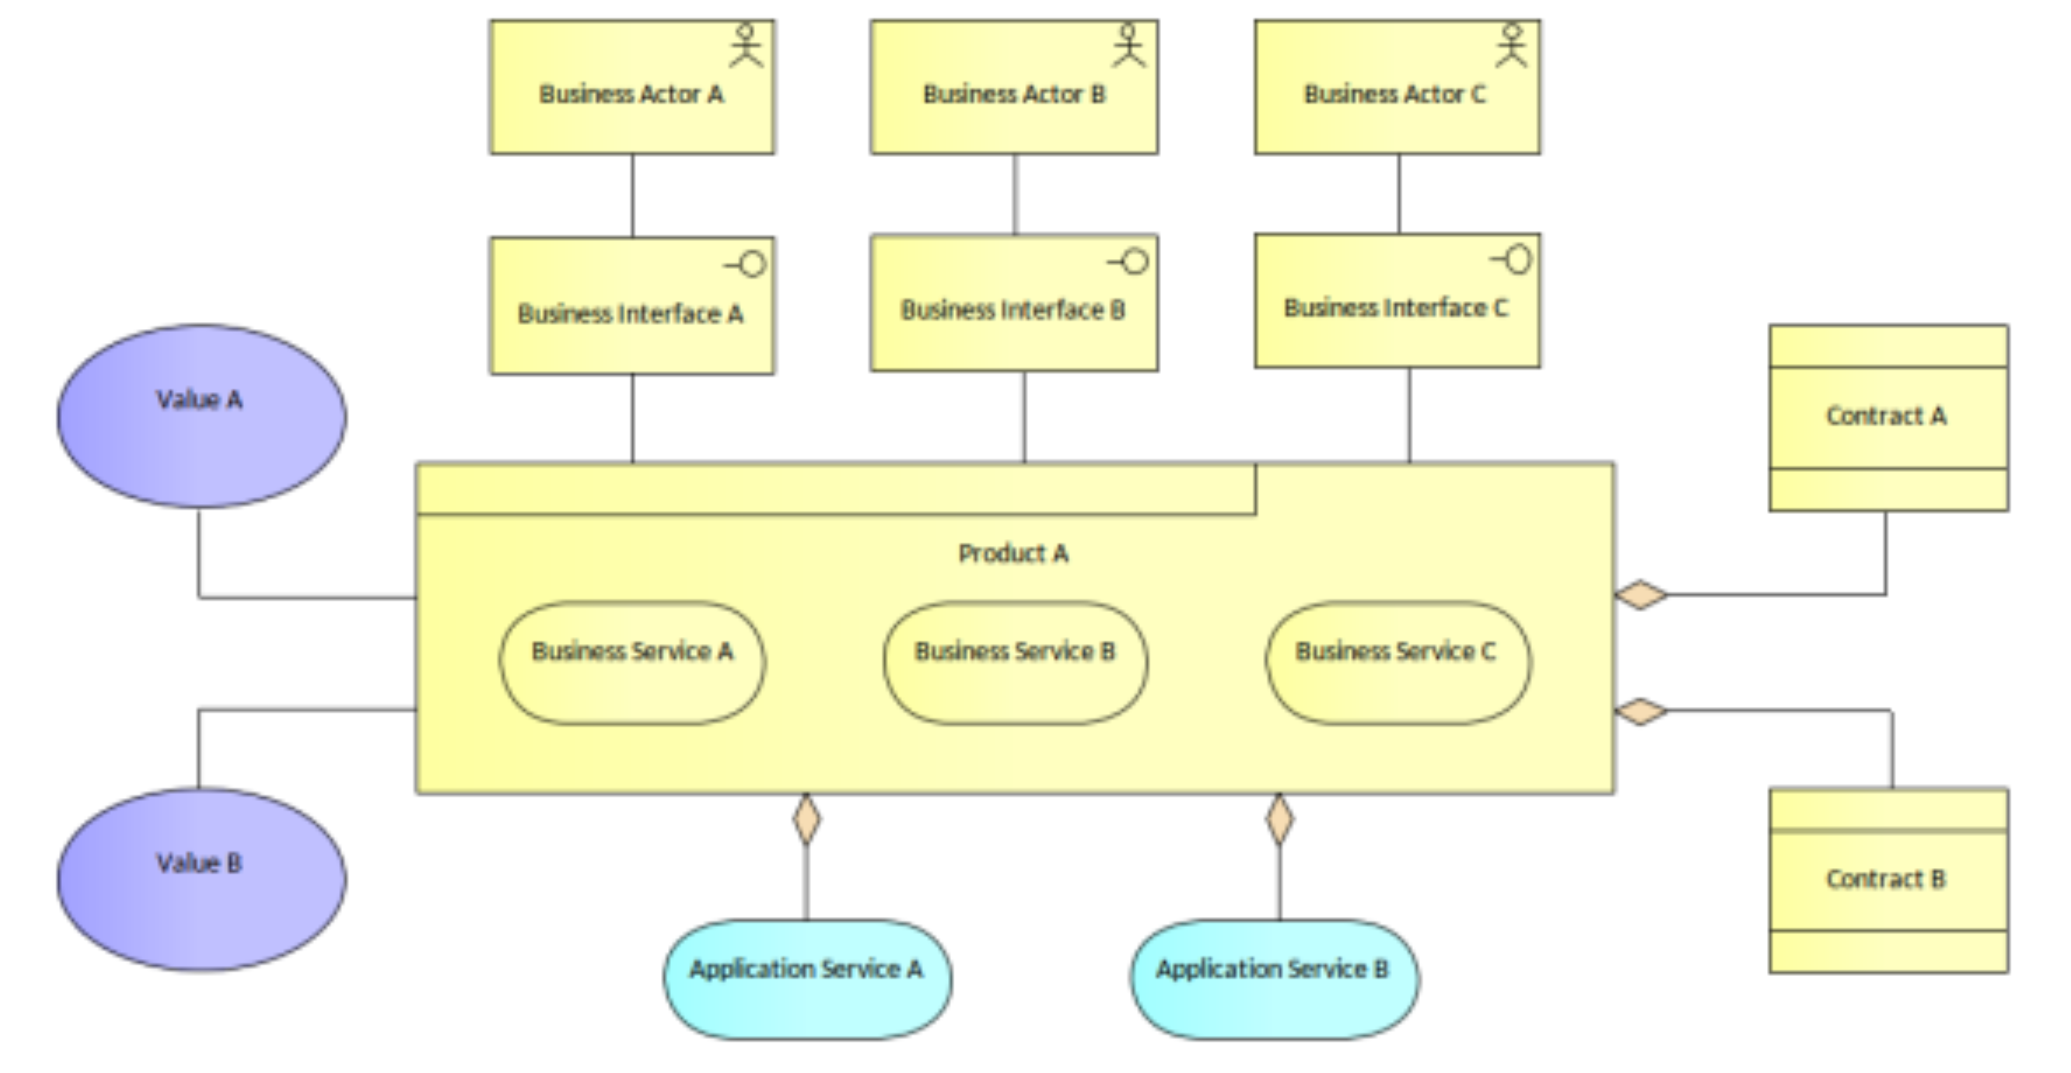 Business Actor A
Business Actor B
Business Actor C
Business Interface A
Business Interface B
Business Interface C
Value A
Contract A
Product A
Business Service A
Business Service B
Business Service C
Value B
Contract B
Application Service A
Application Service B